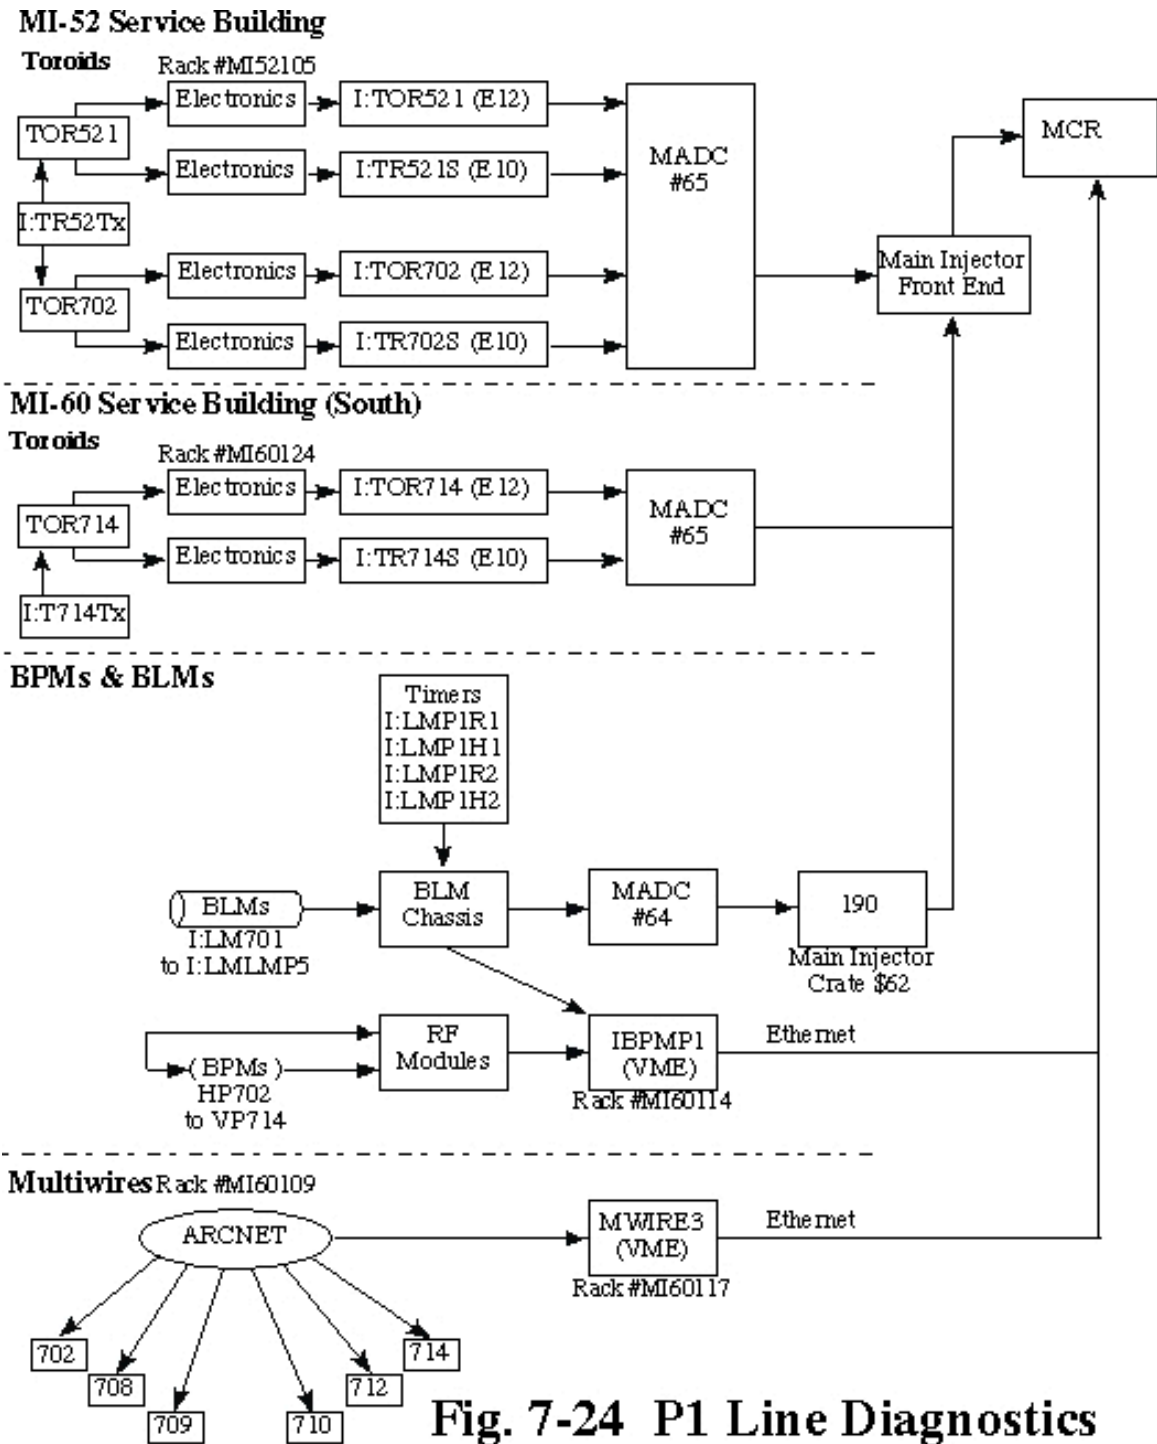 MI-52 Service Building
Toroids
Rack #MI52105
Electronics
I:TOR521 (E12)
TOR521
Electronics
I:TR521S (E10)
I:TR52Tx
MADC
#65
MCR
Electronics
I:TOR702 (E12)
TOR702
Electronics
I:TR702S (E10)
Main Injector
Front End
MI-60 Service Building (South)
Toroids
Rack #MI60124
Electronics
I:TOR714 (E12)
TOR714
Electronics
I:TR714S (E10)
MADC
#65
I:T714Tx
BPMs & BLMs
Timers
I:LMP1R1
I:LMP1H1
I:LMP1R2
I:LMP1H2
BLMs
I:LM701
to I:LMLMP5
BLM
Chassis
MADC
#64
190
Main Injector
Crate $62
(BPMs)
HP702
to VP714
RF
Modules
IBPMP1
(VME)
Rack #MI60114
Ethernet
Multiwires Rack #MI60109
ARCNET
MWIRE3
(VME)
Rack #MI60117
Ethernet
702
708
709
710
712
714
Fig. 7-24 P1 Line Diagnostics